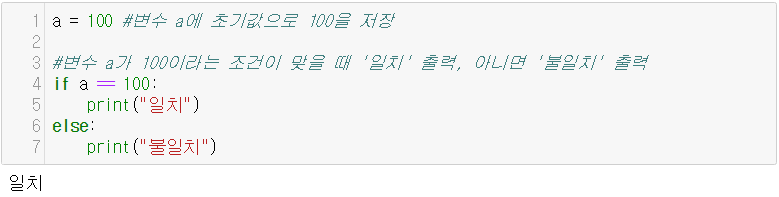 1 a = 100 #변수 a에 초기값으로 100을 저장
2
3 #변수 a가 100이라는 조건이 맞을 때 '일치' 출력, 아니면 '불일치' 출력
4 if a == 100:
5     print("일치")
6 else:
7     print("불일치")
일치